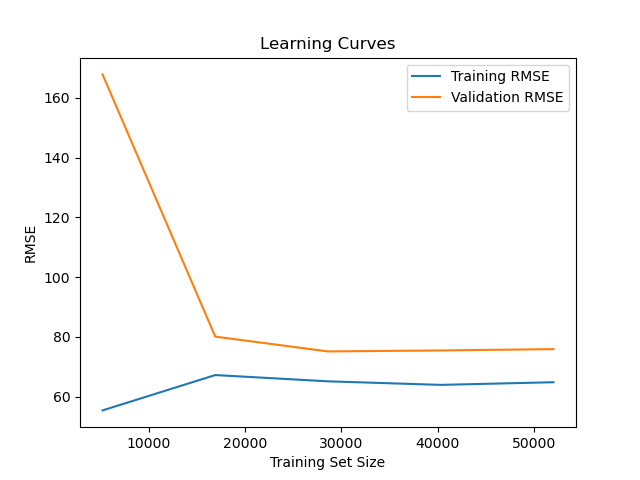 Learning Curves
Training RMSE
Validation RMSE
160
140
120
100
80
60
RMSE
10000 20000 30000 40000 50000
Training Set Size